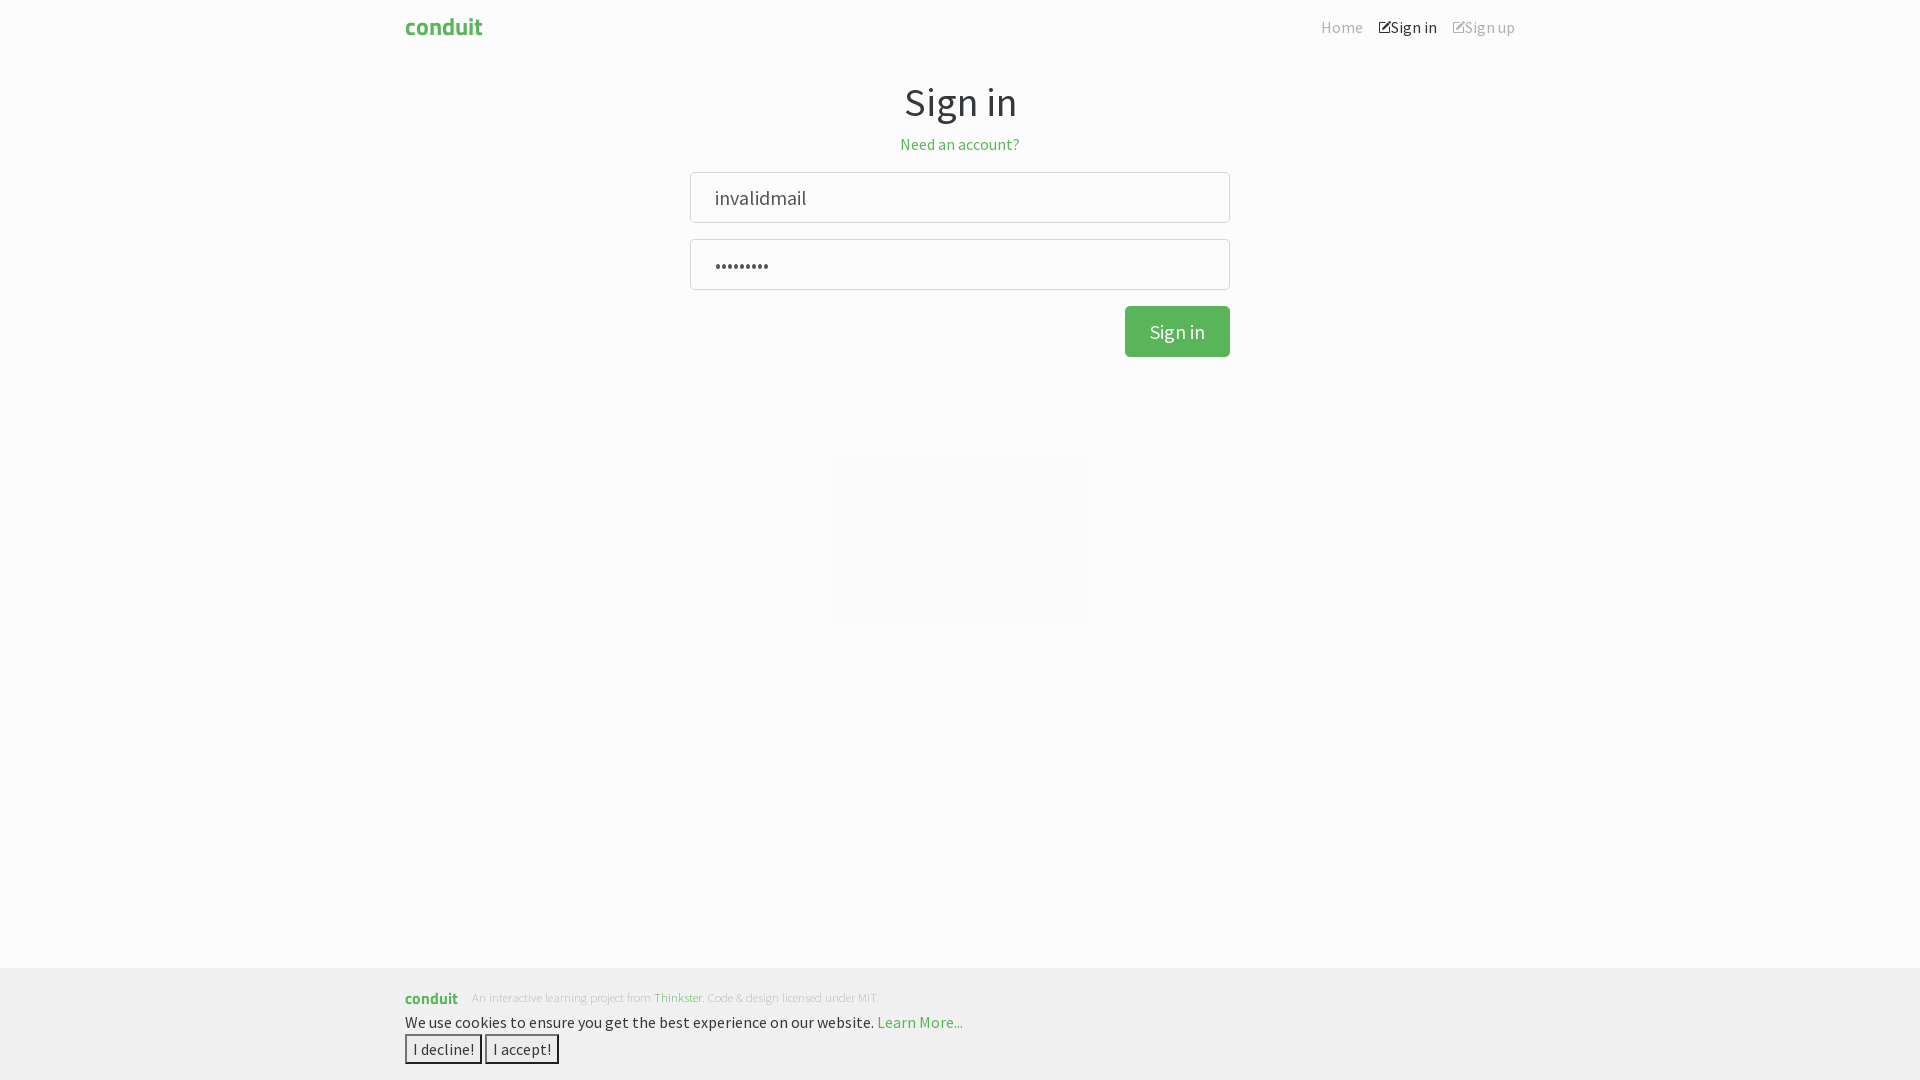 conduit
Home Sign in Sign up
Sign in
Need an account?
invalidmail
•••••••••
Sign in
conduit An interactive learning project from Thinkster. Code & design licensed under MIT.
We use cookies to ensure you get the best experience on our website. Learn More...
I decline! I accept!